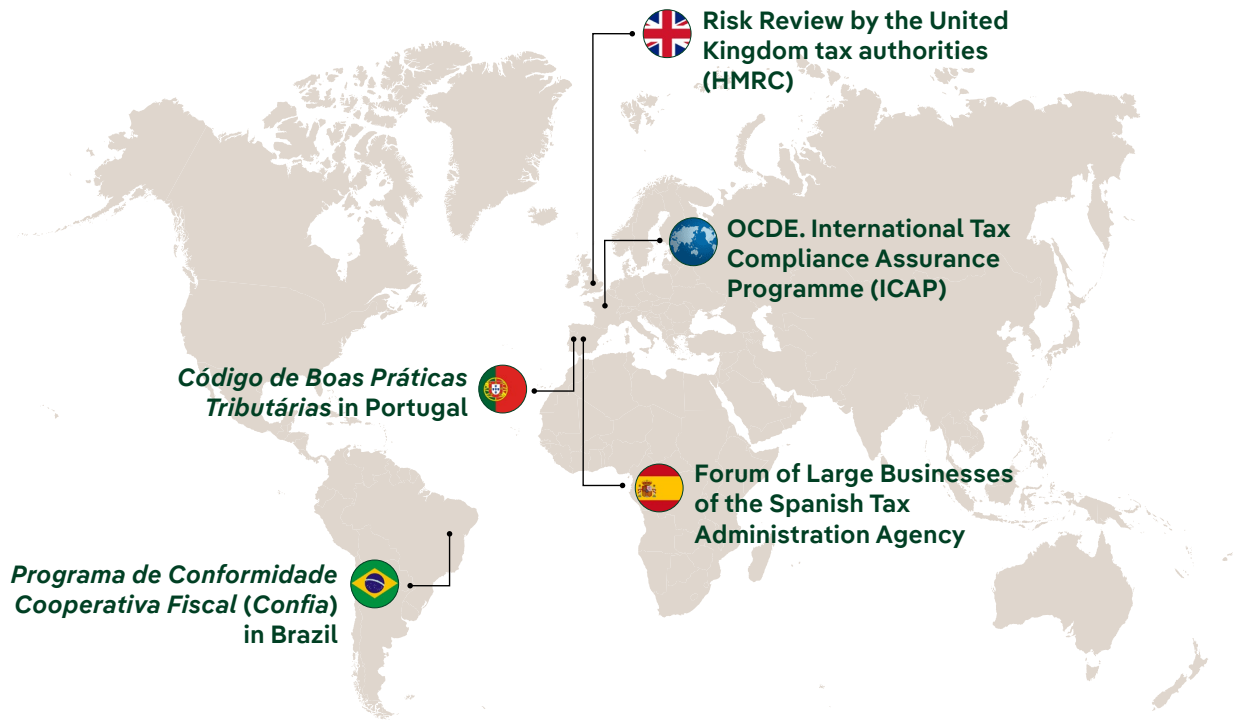 Risk Review by the United
Kingdom tax authorities
(HMRC)
OCDE. International Tax
Compliance Assurance
Programme (ICAP)
Código de Boas Práticas
Tributárias in Portugal
Forum of Large Businesses
of the Spanish Tax
Administration Agency
Programa de Conformidade
Cooperativa Fiscal (Confia)
in Brazil